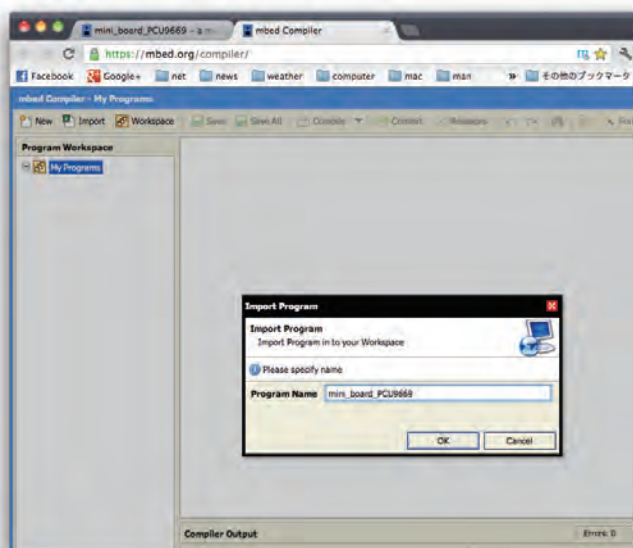 mini_board_PCU9669 - a m
mbed Compiler
https://mbed.org/compiler/
Facebook Google+ net news weather computer mac man » その他のブックマーク
mbed Compiler - My Programs
New Import Workspace Save Save All Compile Commit Revisions
Program Workspace
My Programs
Import Program
Import Program
Import Program in to your Workspace
Please specify name
Program Name mini_board_PCU9669
OK Cancel
Compiler Output Errors: 0